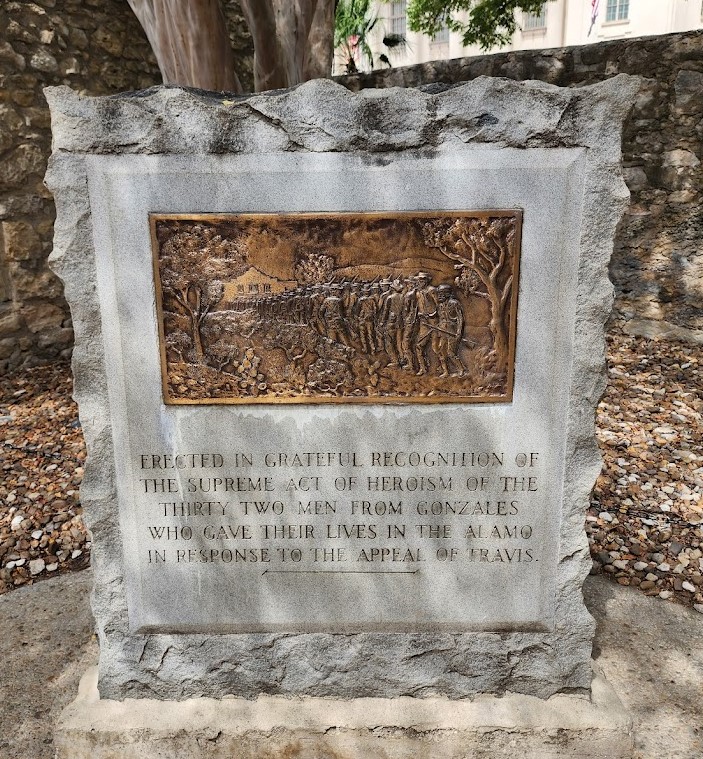 ERECTED IN GRATEFUL RECOGNITION OF
THE SUPREME ACT OF HEROISM OF THE
THIRTY TWO MEN FROM GONZALES
WHO GAVE THEIR LIVES IN THE ALAMO
IN RESPONSE TO THE APPEAL OF TRAVIS.